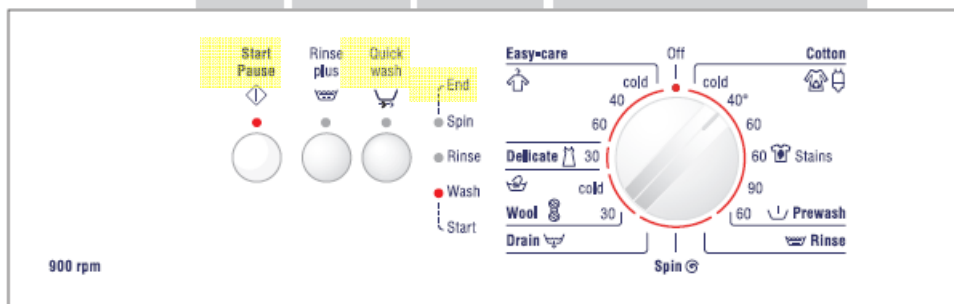 Start
Pause
Rinse
plus
Quick
wash
End
Spin
Rinse
Wash
Start
900 rpm
Easy-care
Off
Cotton
cold
cold
40
40°
60
60
Delicate 30
60 Stains
cold
90
Wool 30
60 Prewash
Drain
Rinse
Spin